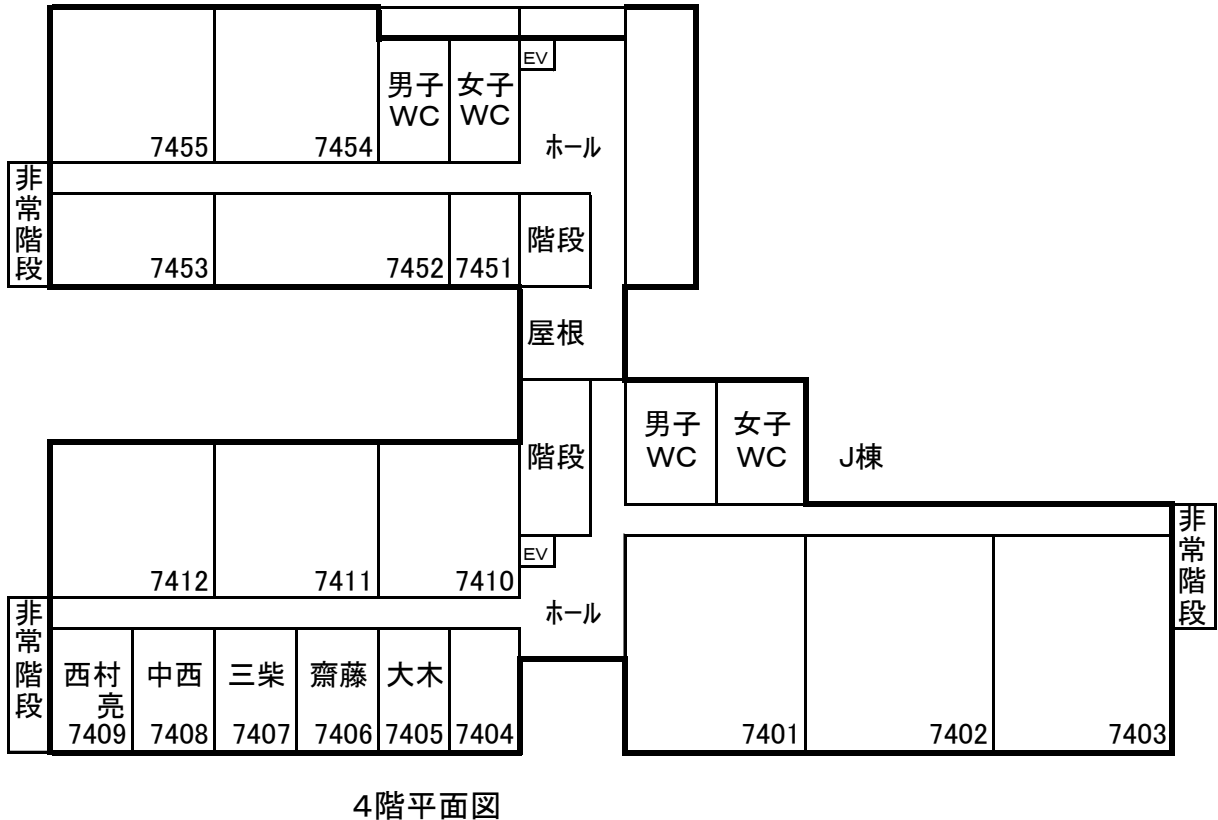 EV
男子 女子
WC WC
7455 7454 ホール
非常階段
階段
7453 7452 7451
屋根
男子 女子
WC WC
階段
J棟
非常階段
EV
7412 7411 7410
ホール
非常階段
西村亮 中西 三柴 齋藤 大木
7409 7408 7407 7406 7405 7404 7401 7402 7403
4階平面図